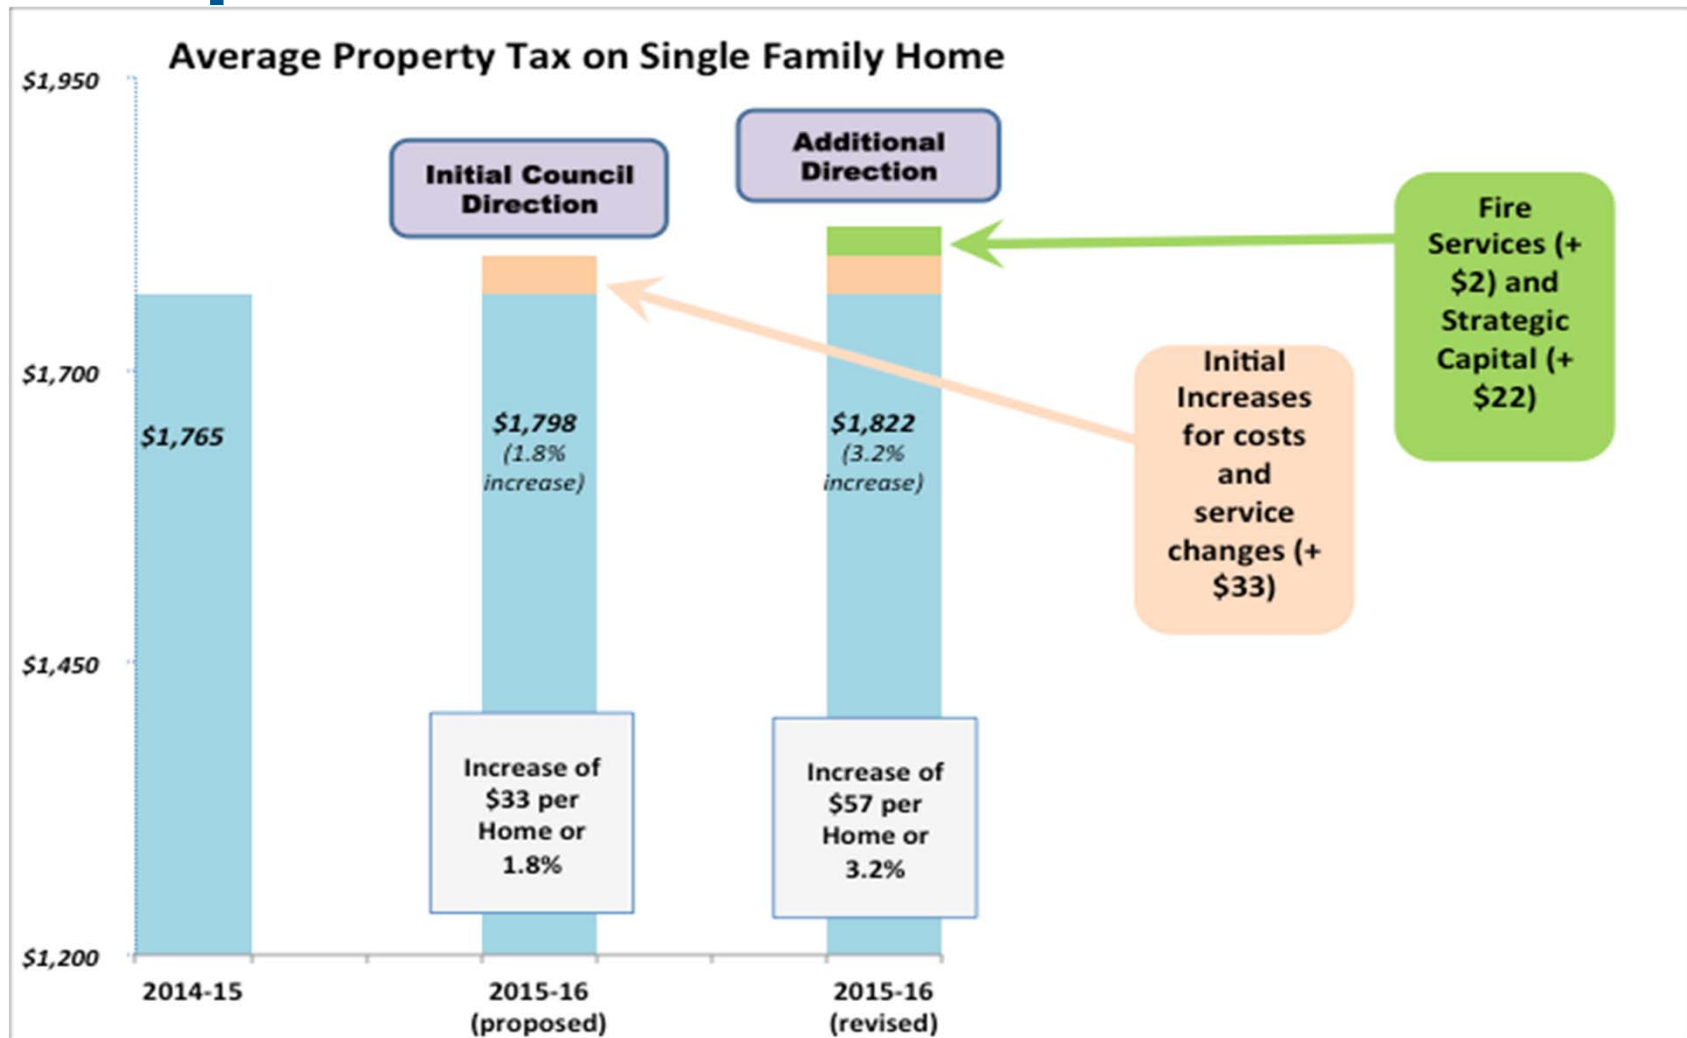 Average Property Tax on Single Family Home
$1,950
$1,700
$1,450
$1,200
Initial Council
Direction
Additional
Direction
Fire
Services (+
$2) and
Strategic
Capital (+
$22)
Initial
Increases
for costs
and
service
changes (+
$33)
$1,765
$1,798
(1.8%
increase)
$1,822
(3.2%
increase)
Increase of
$33 per
Home or
1.8%
Increase of
$57 per
Home or
3.2%
2014-15
2015-16
(proposed)
2015-16
(revised)